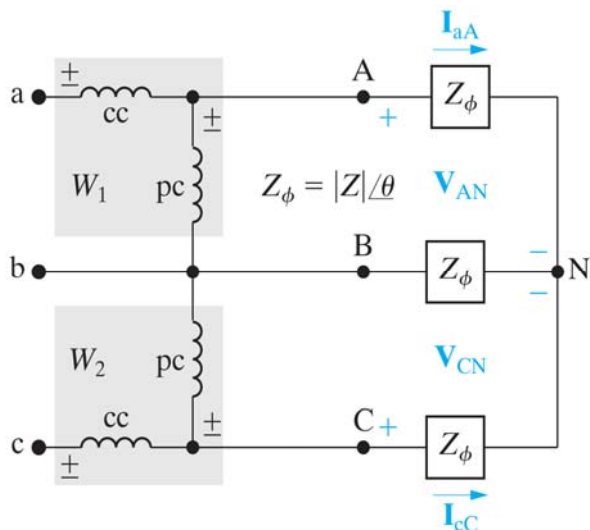 I_aA
a ± cc ± A + Z_ϕ
W_1 pc Z_ϕ = |Z|/θ V_AN
b B Z_ϕ − − N
W_2 pc V_CN
c ± cc ± C + Z_ϕ
I_cC